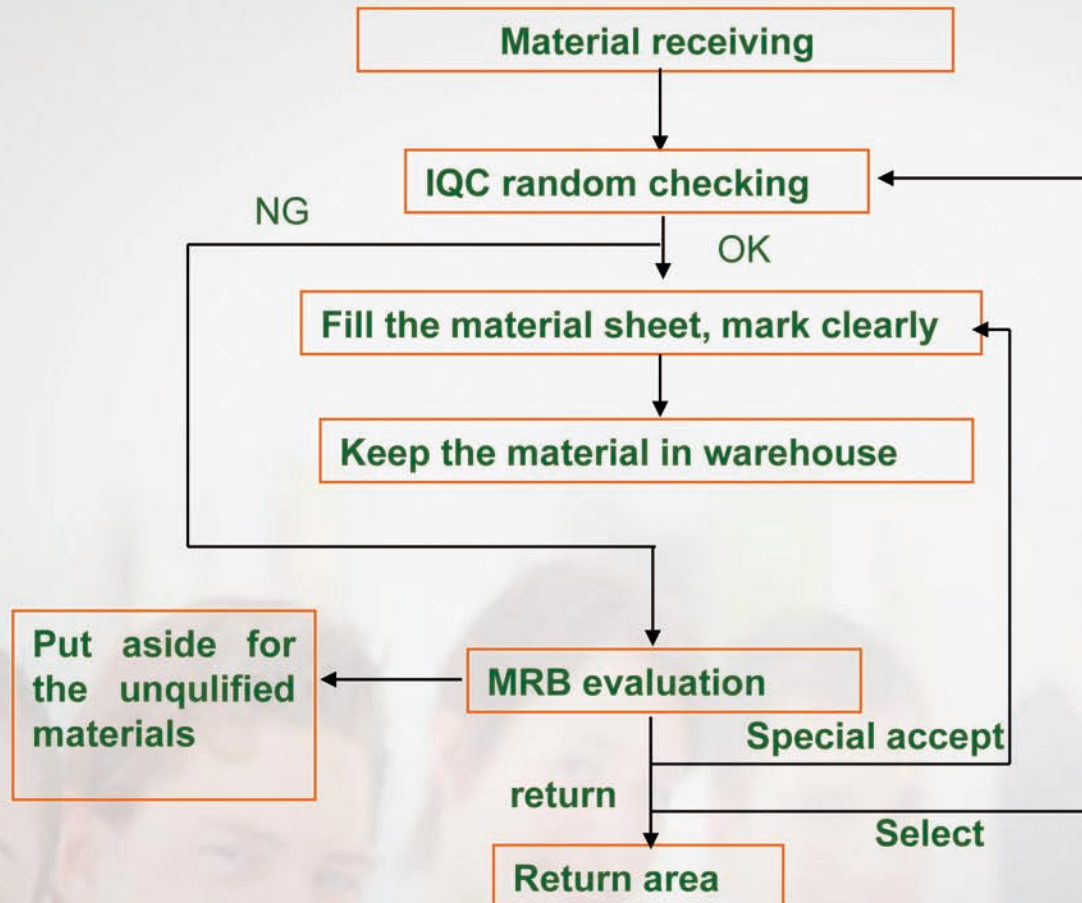 Material receiving
IQC random checking
NG
OK
Fill the material sheet, mark clearly
Keep the material in warehouse
Put aside for
the unqulified
materials
MRB evaluation
Special accept
return
Select
Return area